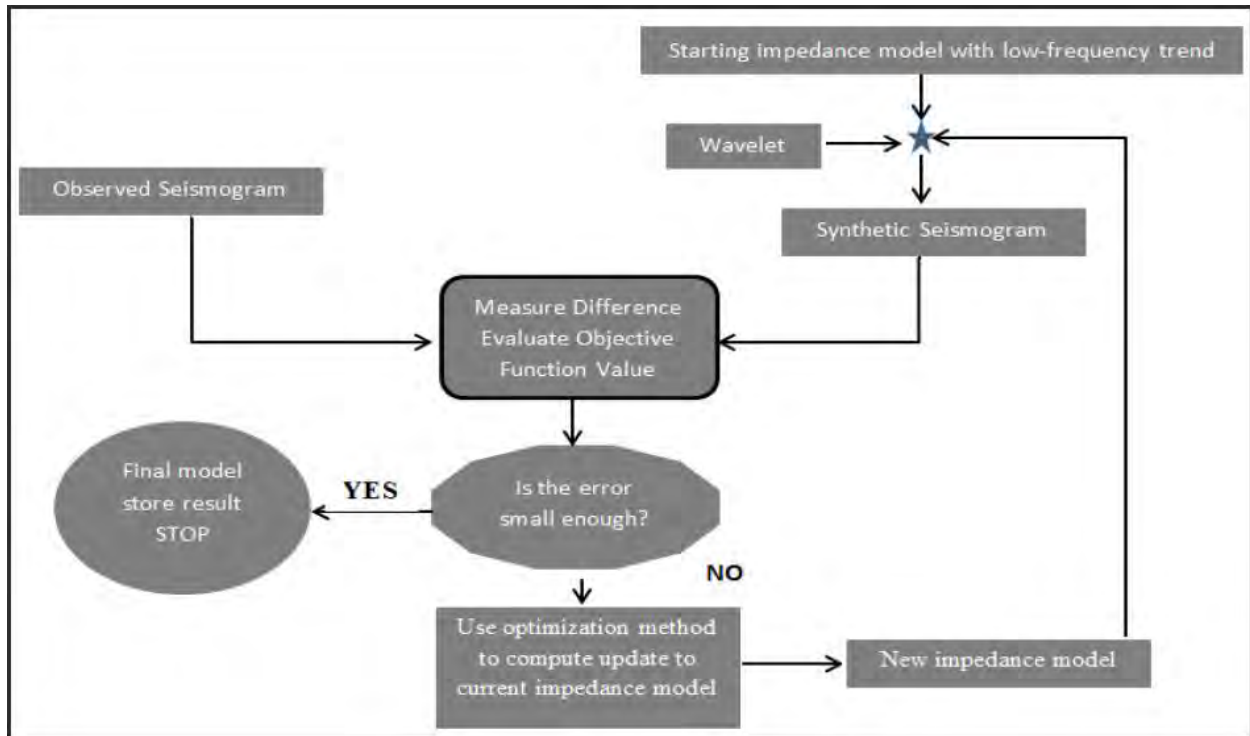 Starting impedance model with low-frequency trend
Wavelet
Observed Seismogram
Synthetic Seismogram
Measure Difference
Evaluate Objective
Function Value
Final model
store result
STOP
YES
Is the error
small enough?
NO
Use optimization method
to compute update to
current impedance model
New impedance model